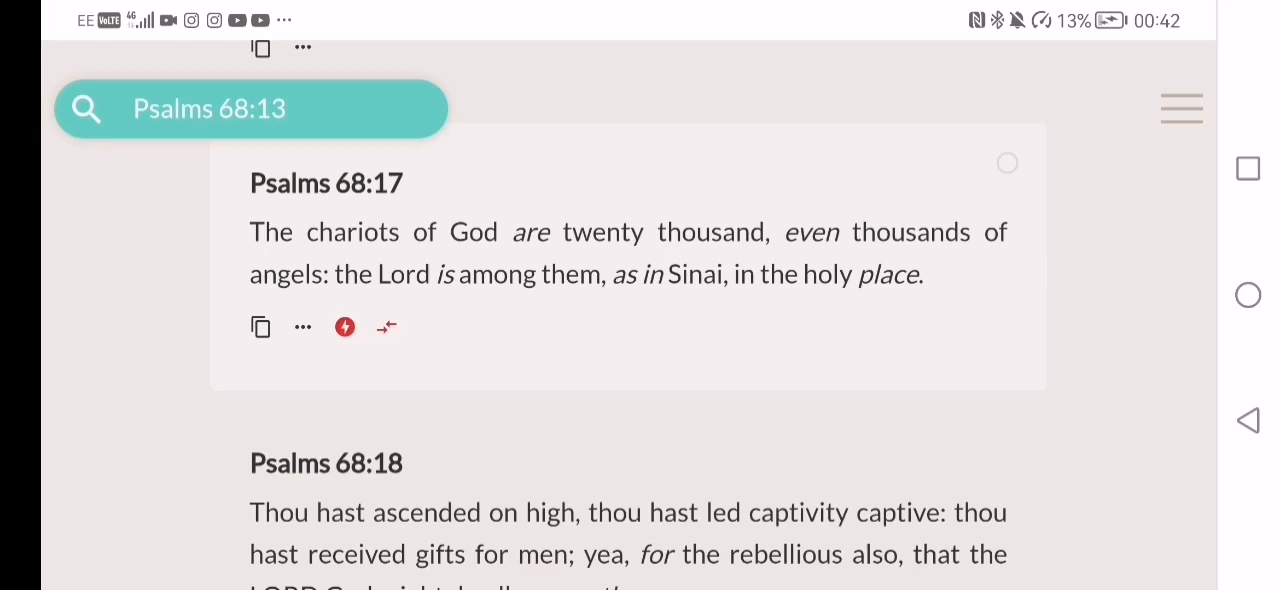 EE VoLTE 4G 13% 00:42
Psalms 68:13
Psalms 68:17
The chariots of God are twenty thousand, even thousands of
angels: the Lord is among them, as in Sinai, in the holy place.
Psalms 68:18
Thou hast ascended on high, thou hast led captivity captive: thou
hast received gifts for men; yea, for the rebellious also, that the